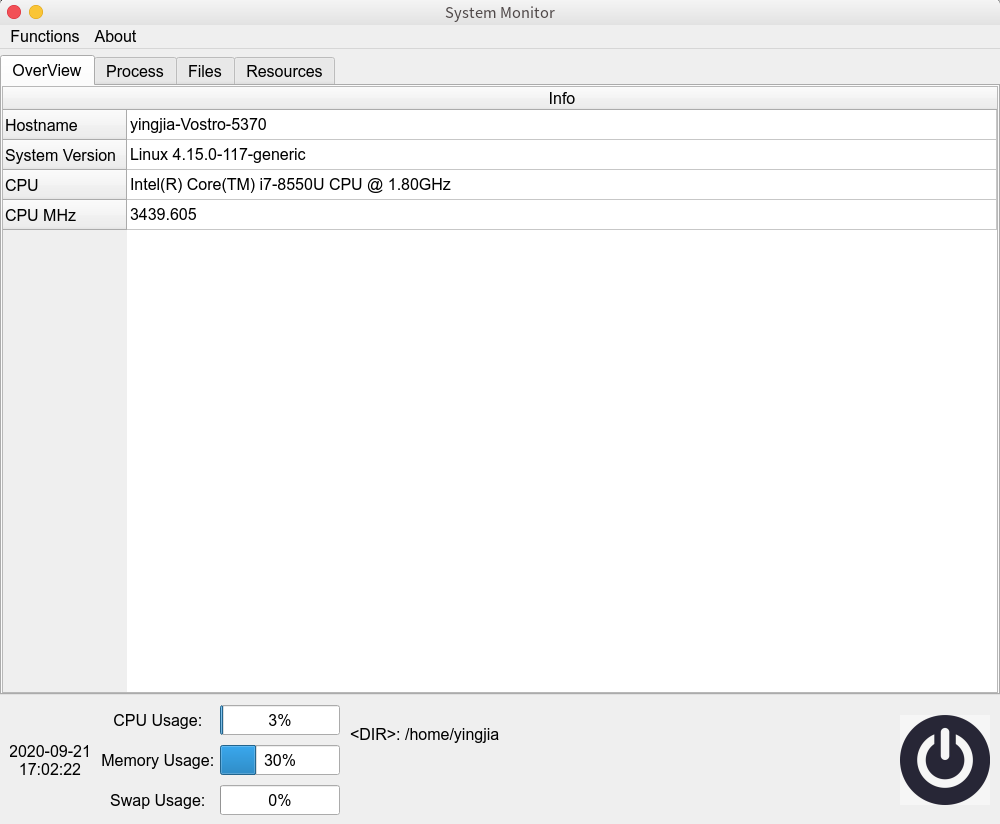 System Monitor
Functions About
OverView Process Files Resources
Info
Hostname yingjia-Vostro-5370
System Version Linux 4.15.0-117-generic
CPU Intel(R) Core(TM) i7-8550U CPU @ 1.80GHz
CPU MHz 3439.605
CPU Usage: 3%
<DIR>: /home/yingjia
2020-09-21
17:02:22
Memory Usage: 30%
Swap Usage: 0%